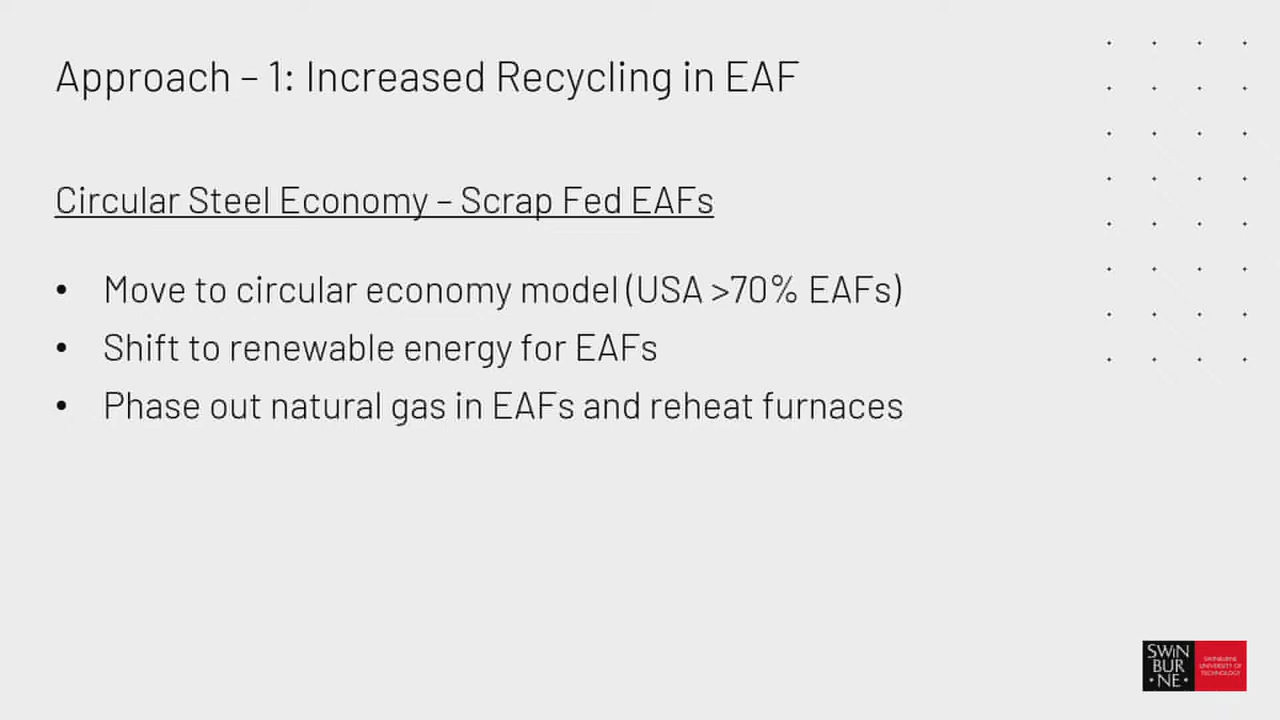 Approach – 1: Increased Recycling in EAF
Circular Steel Economy – Scrap Fed EAFs
• Move to circular economy model (USA >70% EAFs)
• Shift to renewable energy for EAFs
• Phase out natural gas in EAFs and reheat furnaces
SWIN
BUR
• NE •
SWINBURNE
UNIVERSITY OF
TECHNOLOGY